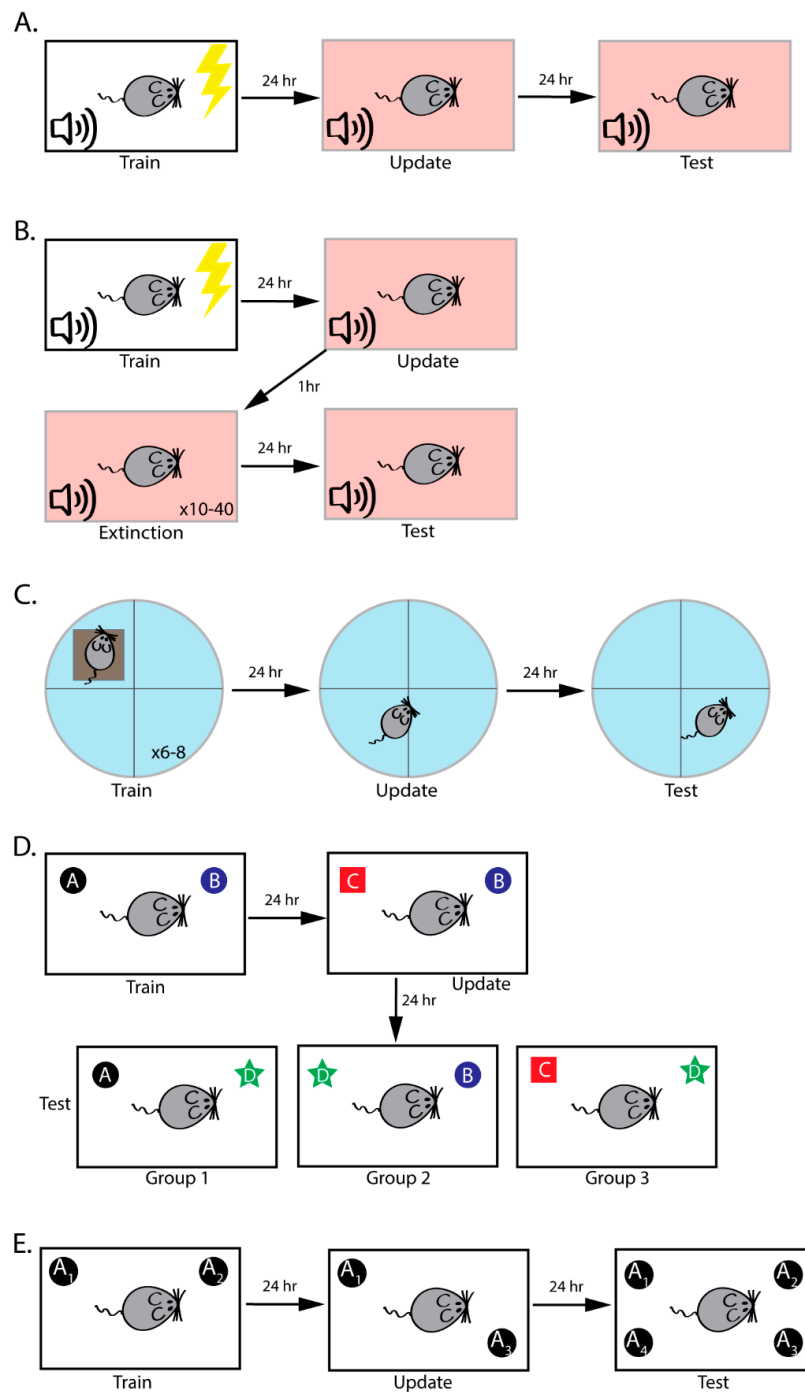 A.
24 hr
24 hr
Train
Update
Test
B.
24 hr
Train
Update
1hr
24 hr
x10-40
Extinction
Test
C.
24 hr
24 hr
x6-8
Train
Update
Test
D.
A
B
C
B
24 hr
Train
Update
24 hr
A
D
D
B
C
D
Test
Group 1
Group 2
Group 3
E.
A1
A2
A1
A1
A2
24 hr
24 hr
A3
A4
A3
Train
Update
Test